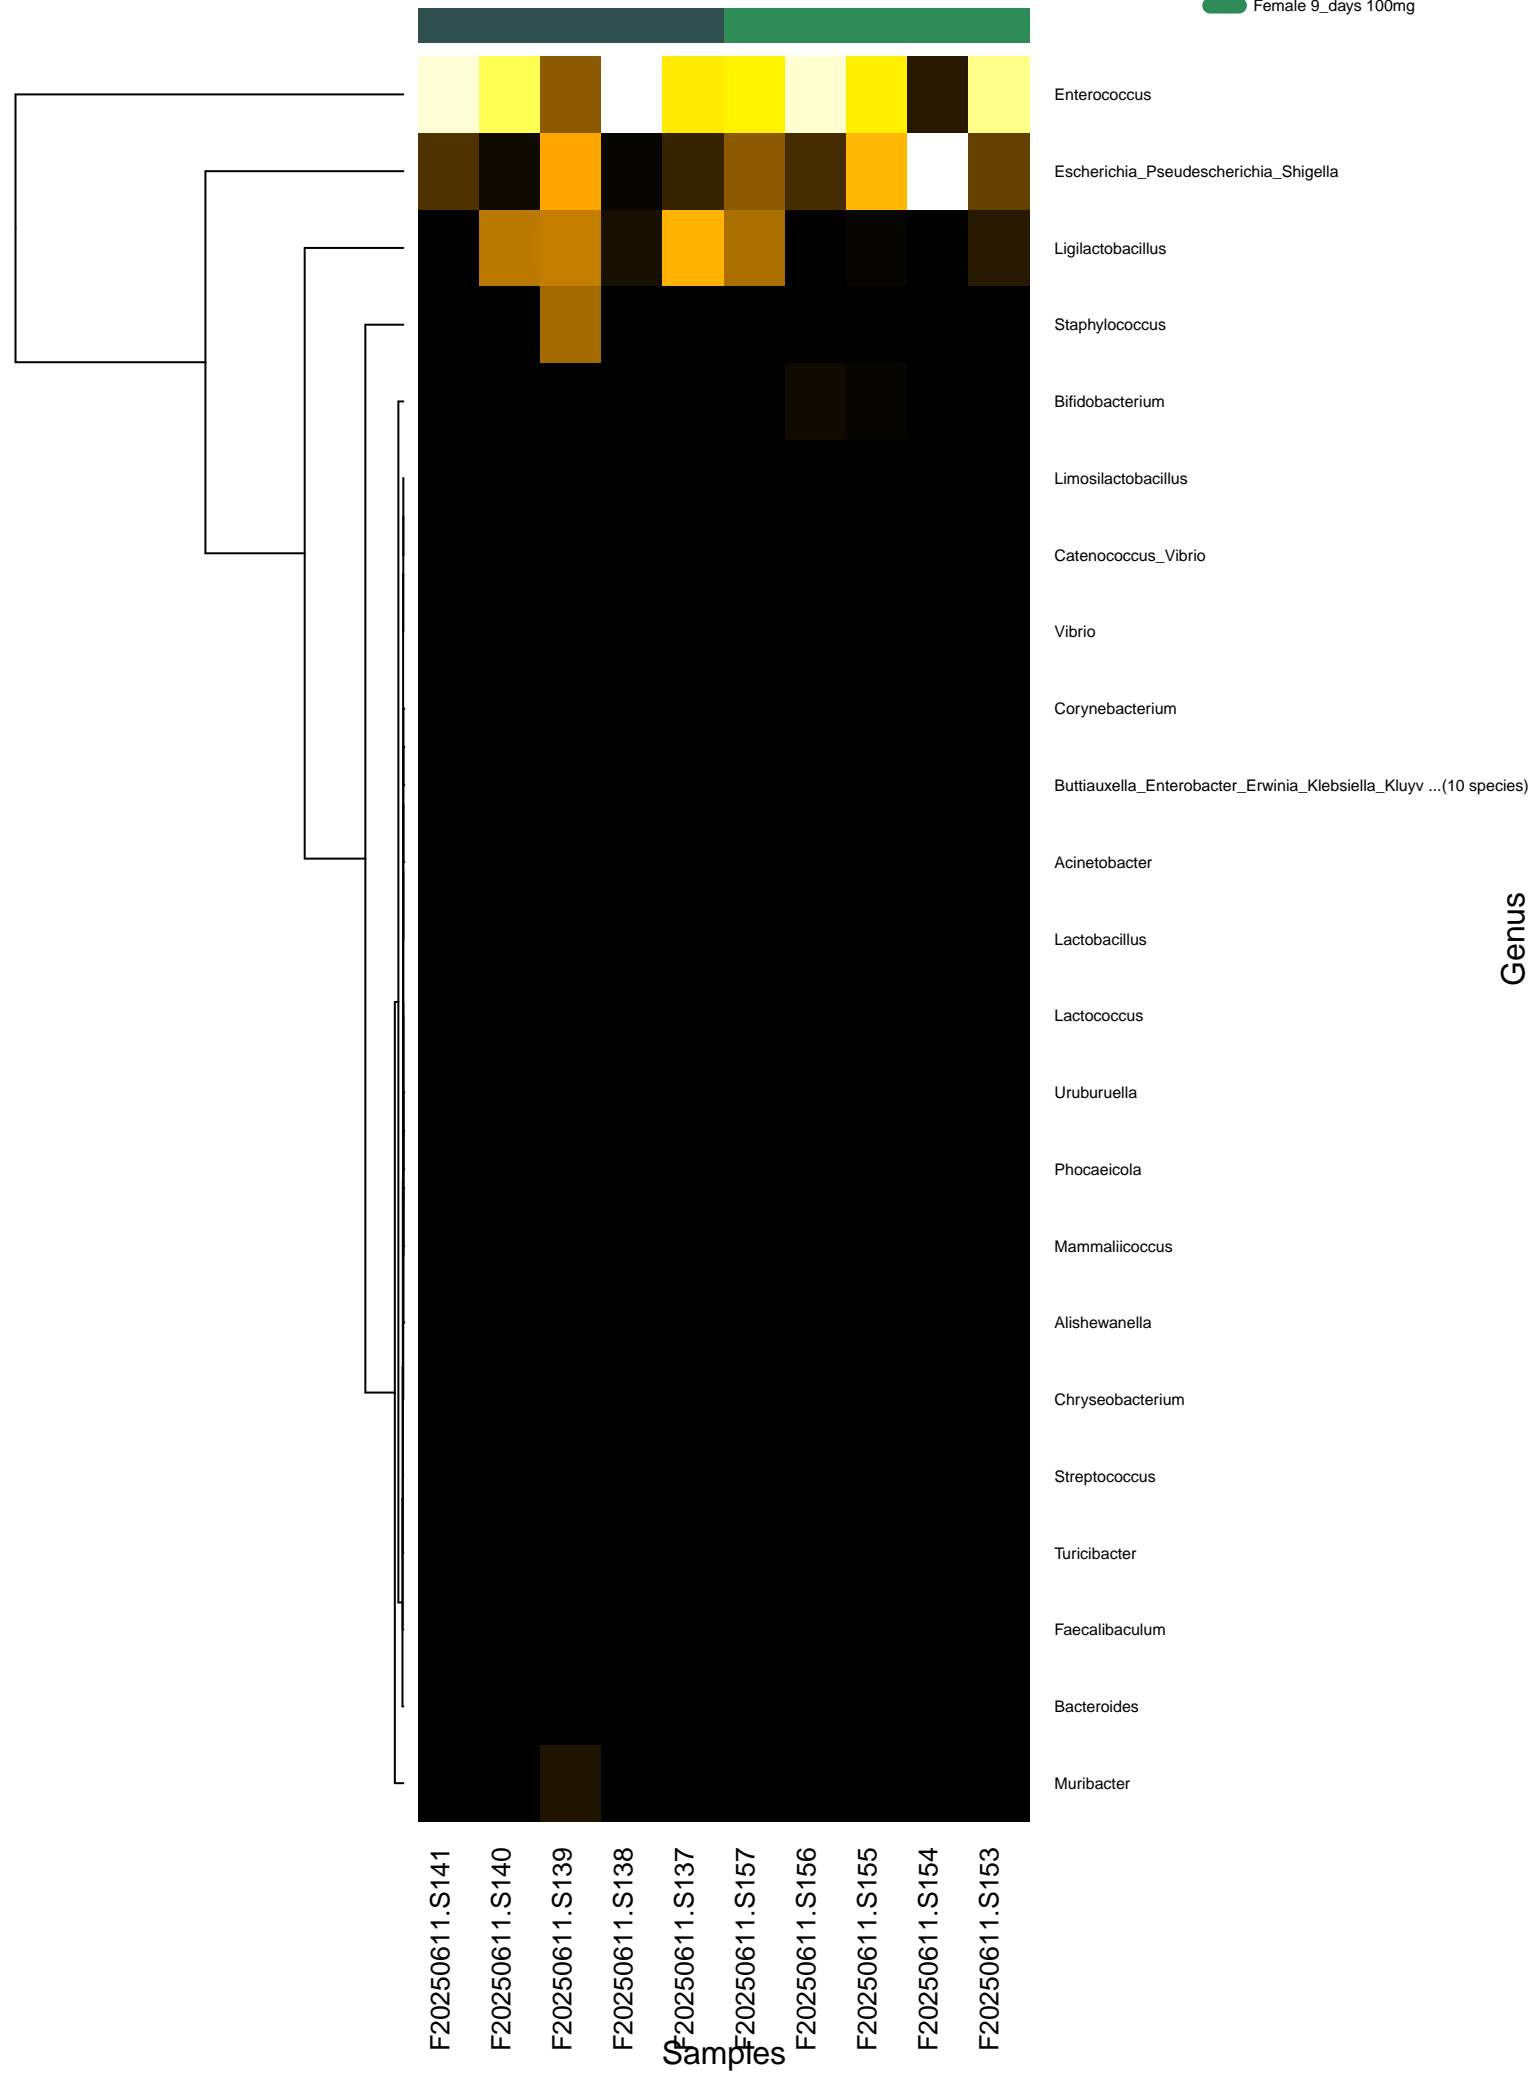 Female 9_days 100mg
Enterococcus
Escherichia_Pseudescherichia_Shigella
Ligilactobacillus
Staphylococcus
Bifidobacterium
Limosilactobacillus
Catenococcus_Vibrio
Vibrio
Corynebacterium
Buttiauxella_Enterobacter_Erwinia_Klebsiella_Kluyv ...(10 species)
Acinetobacter
Lactobacillus
Lactococcus
Uruburuella
Phocaeicola
Mammaliicoccus
Alishewanella
Chryseobacterium
Streptococcus
Turicibacter
Faecalibaculum
Bacteroides
Muribacter
Genus
F20250611.S141
F20250611.S140
F20250611.S139
F20250611.S138
F20250611.S137
F20250611.S157
F20250611.S156
F20250611.S155
F20250611.S154
F20250611.S153
Samples